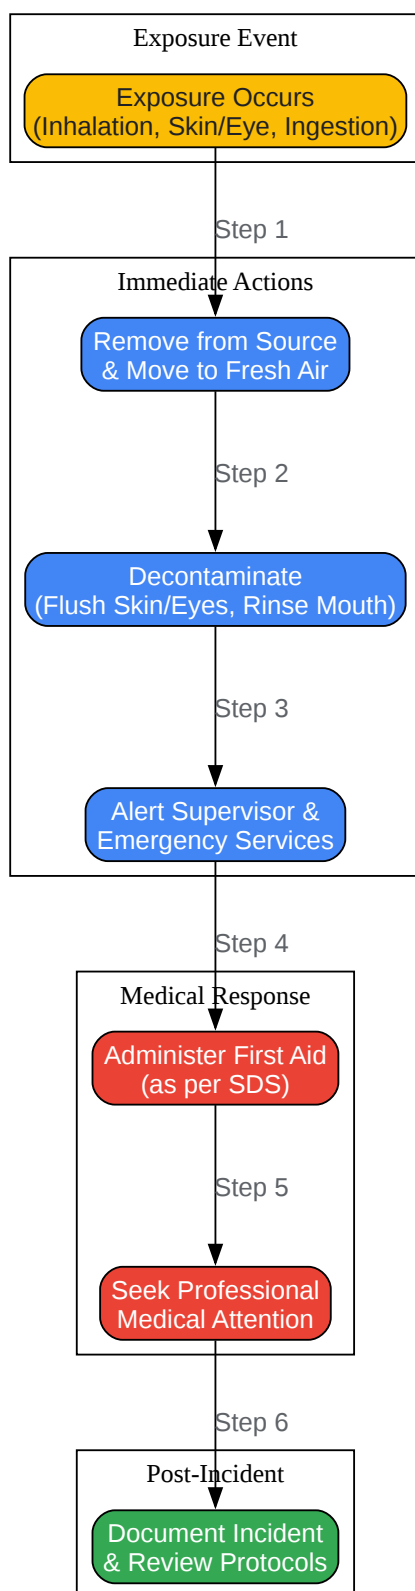 Exposure Event
Exposure Occurs
(Inhalation, Skin/Eye, Ingestion)
Step 1
Immediate Actions
Remove from Source
& Move to Fresh Air
Step 2
Decontaminate
(Flush Skin/Eyes, Rinse Mouth)
Step 3
Alert Supervisor &
Emergency Services
Step 4
Medical Response
Administer First Aid
(as per SDS)
Step 5
Seek Professional
Medical Attention
Step 6
Post-Incident
Document Incident
& Review Protocols